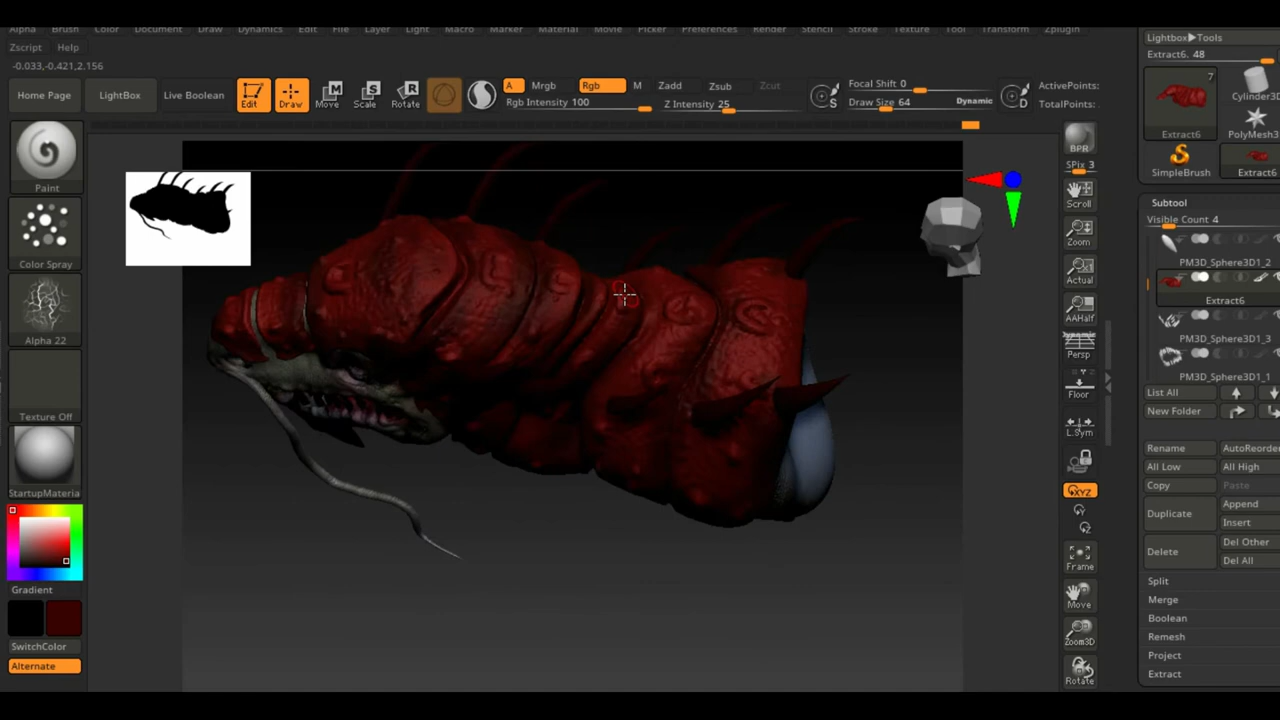 Alpha Brush Color Document Draw Dynamics Edit File Layer Light Macro Marker Material Movie Picker Preferences Render Stencil Stroke Texture Tool Transform Zplugin
Zscript Help
-0.033,-0.421,2.156
Home Page
LightBox
Live Boolean
Edit
Draw
Move
Scale
Rotate
A
Mrgb
Rgb
M
Zadd
Zsub
Zcut
Rgb Intensity 100
Z Intensity 25
S
Focal Shift 0
Draw Size 64
Dynamic
D
ActivePoints:
TotalPoints:
Paint
Color Spray
Alpha 22
Texture Off
StartupMateria
Gradient
SwitchColor
Alternate
BPR
SPix 3
Scroll
Zoom
Actual
AAHalf
Dynamic
Persp
Floor
L.Sym
XYZ
Y
Z
Frame
Move
Zoom3D
Rotate
Lightbox▶Tools
Extract6. 48
7
Extract6
Cylinder3D
PolyMesh3
SimpleBrush
Extract6
Subtool
Visible Count 4
PM3D_Sphere3D1_2
Extract6
PM3D_Sphere3D1_3
PM3D_Sphere3D1_1
List All
New Folder
Rename AutoReorde
All Low All High
Copy Paste
Duplicate
Append
Insert
Delete
Del Other
Del All
Split
Merge
Boolean
Remesh
Project
Extract